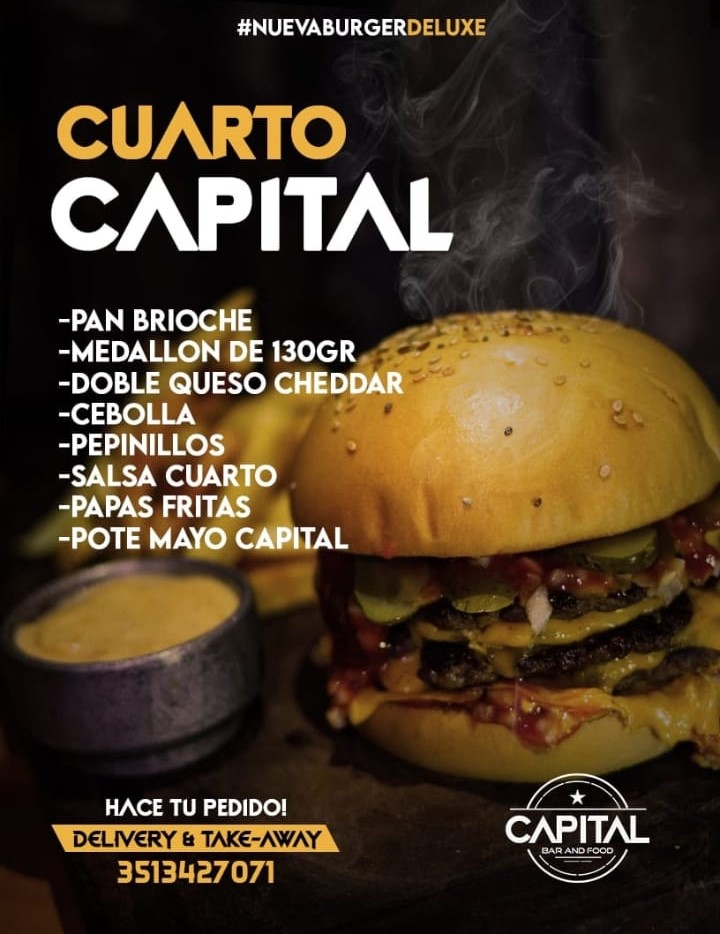 #NUEVABURGERDELUXE
CUARTO
CAPITAL
-PAN BRIOCHE
-MEDALLON DE 130GR
-DOBLE QUESO CHEDDAR
-CEBOLLA
-PEPINILLOS
-SALSA CUARTO
-PAPAS FRITAS
-POTE MAYO CAPITAL
HACE TU PEDIDO!
DELIVERY & TAKE-AWAY
3513427071
CAPITAL
BAR AND FOOD